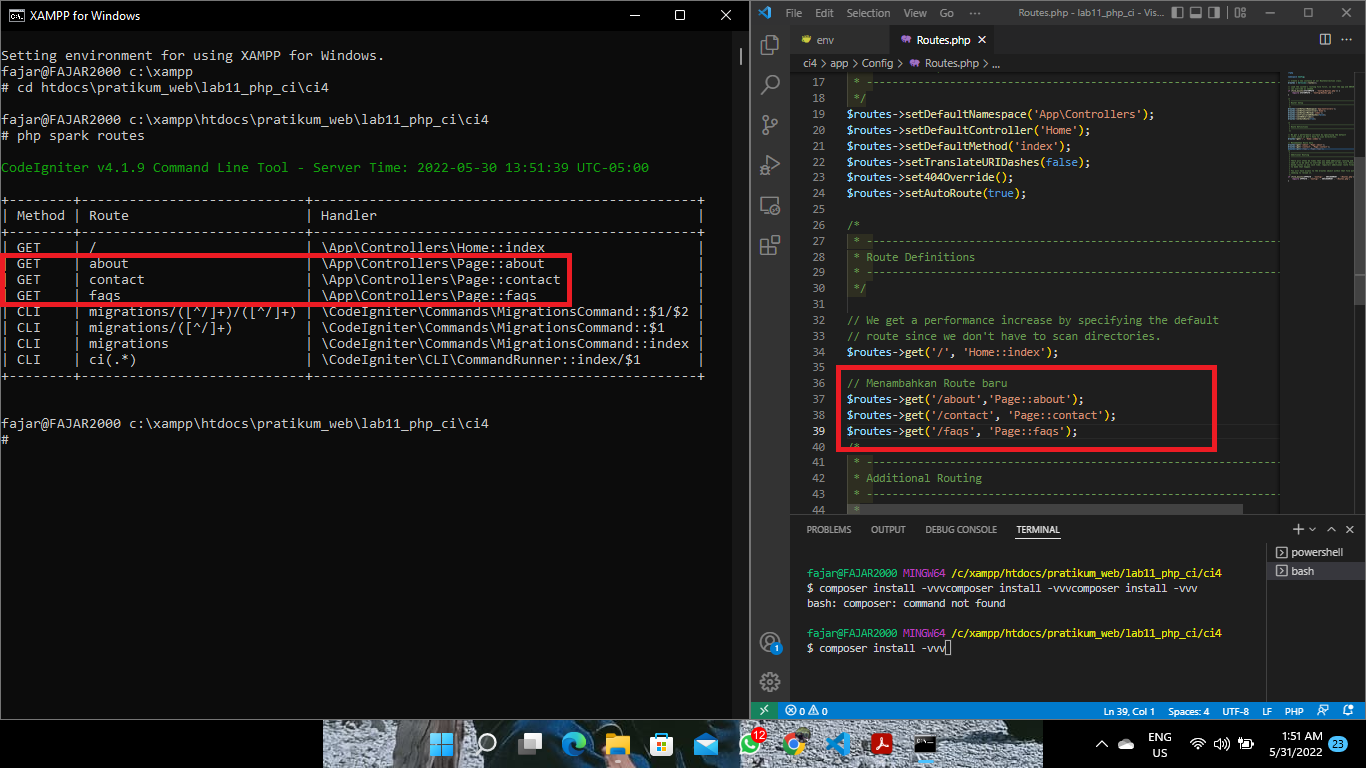 XAMPP for Windows
Setting environment for using XAMPP for Windows.
fajar@FAJAR2000 c:\xampp
# cd htdocs\pratikum_web\lab11_php_ci\ci4
fajar@FAJAR2000 c:\xampp\htdocs\pratikum_web\lab11_php_ci\ci4
# php spark routes
CodeIgniter v4.1.9 Command Line Tool - Server Time: 2022-05-30 13:51:39 UTC-05:00
+--------+----------------------------+------------------------------------------------+
| Method | Route | Handler |
+--------+----------------------------+------------------------------------------------+
| GET | / | \App\Controllers\Home::index |
| GET | about | \App\Controllers\Page::about |
| GET | contact | \App\Controllers\Page::contact |
| GET | faqs | \App\Controllers\Page::faqs |
| CLI | migrations/([^/]+)/([^/]+) | \CodeIgniter\Commands\MigrationsCommand::$1/$2 |
| CLI | migrations/([^/]+) | \CodeIgniter\Commands\MigrationsCommand::$1 |
| CLI | migrations | \CodeIgniter\Commands\MigrationsCommand::index |
| CLI | ci(.*) | \CodeIgniter\CLI\CommandRunner::index/$1 |
+--------+----------------------------+------------------------------------------------+
fajar@FAJAR2000 c:\xampp\htdocs\pratikum_web\lab11_php_ci\ci4
#
File Edit Selection View Go ··· Routes.php - lab11_php_ci - Vis...
env Routes.php
ci4 > app > Config > Routes.php > ...
17 * --------------------------------------------------------------------
18 */
19 $routes->setDefaultNamespace('App\Controllers');
20 $routes->setDefaultController('Home');
21 $routes->setDefaultMethod('index');
22 $routes->setTranslateURIDashes(false);
23 $routes->set404Override();
24 $routes->setAutoRoute(true);
25
26 /*
27 * --------------------------------------------------------------------
28 * Route Definitions
29 * --------------------------------------------------------------------
30 */
31
32 // We get a performance increase by specifying the default
33 // route since we don't have to scan directories.
34 $routes->get('/', 'Home::index');
35
36 // Menambahkan Route baru
37 $routes->get('/about','Page::about');
38 $routes->get('/contact', 'Page::contact');
39 $routes->get('/faqs', 'Page::faqs');
40 /*
41 * --------------------------------------------------------------------
42 * Additional Routing
43 * --------------------------------------------------------------------
44 *
PROBLEMS OUTPUT DEBUG CONSOLE TERMINAL
powershell
bash
fajar@FAJAR2000 MINGW64 /c/xampp/htdocs/pratikum_web/lab11_php_ci/ci4
$ composer install -vvvcomposer install -vvvcomposer install -vvv
bash: composer: command not found
fajar@FAJAR2000 MINGW64 /c/xampp/htdocs/pratikum_web/lab11_php_ci/ci4
$ composer install -vvv
1
0 0 Ln 39, Col 1 Spaces: 4 UTF-8 LF PHP
12
ENG
US
1:51 AM
5/31/2022
23